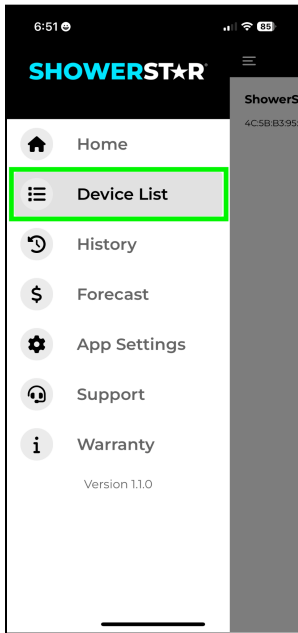 6:51
85
SHOWERST★R
ShowerS
4C:5B:B3:95:
Home
Device List
History
Forecast
App Settings
Support
Warranty
Version 1.1.0